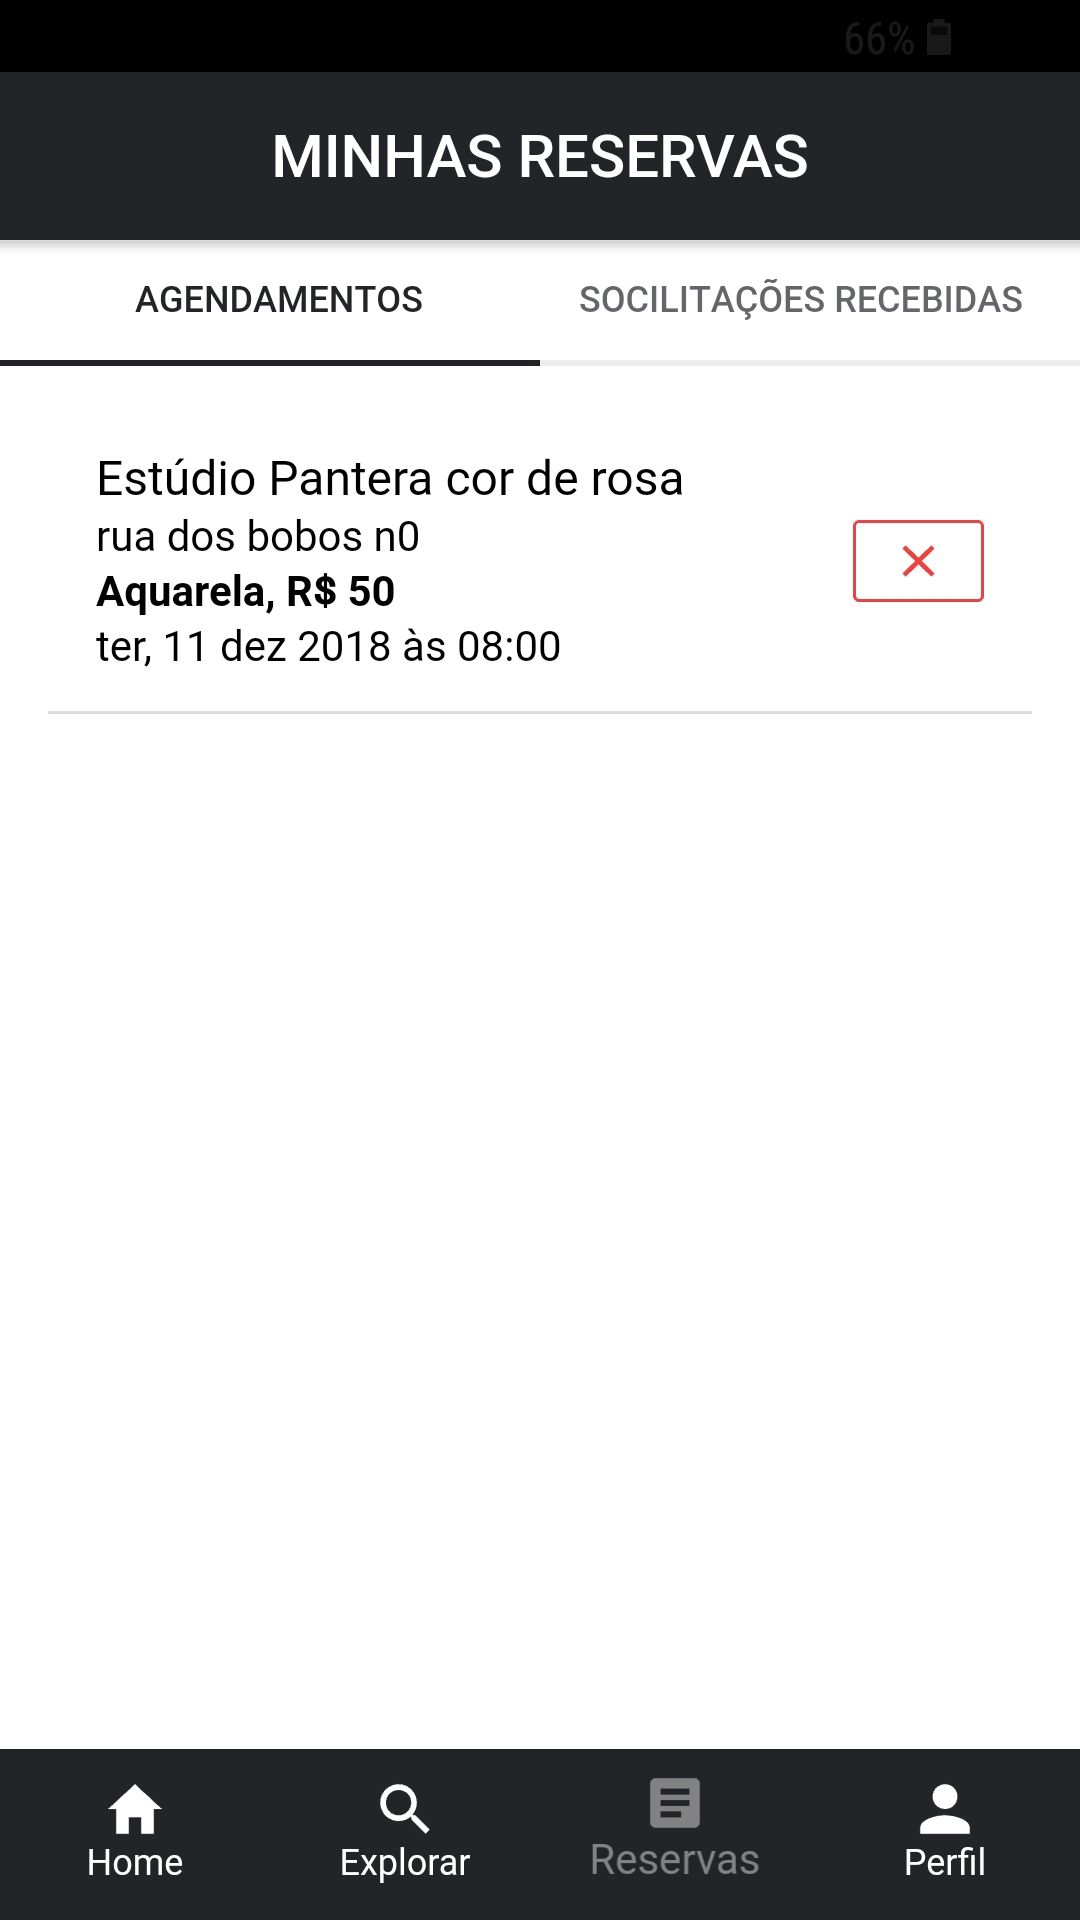 66%
MINHAS RESERVAS
AGENDAMENTOS
SOCILITAÇÕES RECEBIDAS
Estúdio Pantera cor de rosa
rua dos bobos n0
Aquarela, R$ 50
ter, 11 dez 2018 às 08:00
Home
Explorar
Reservas
Perfil